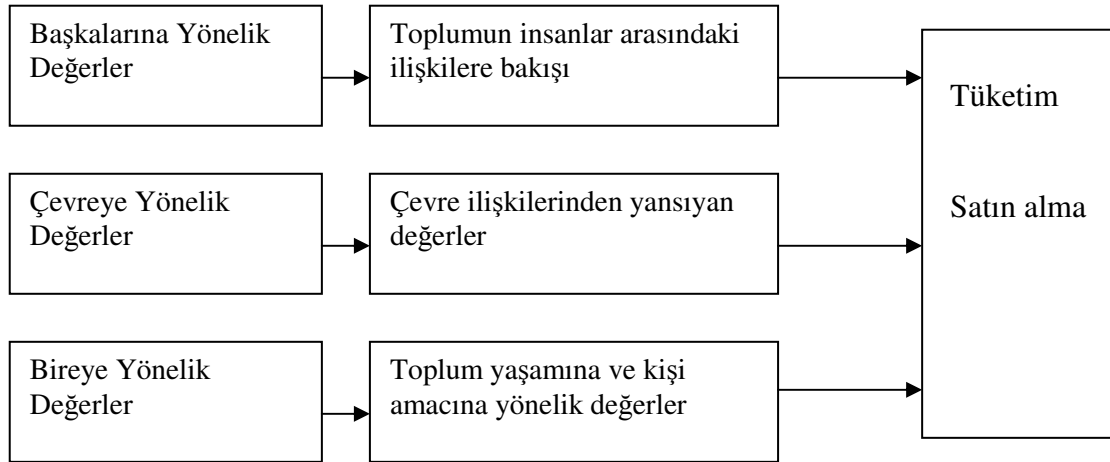 Başkalarına Yönelik
Değerler
Toplumun insanlar arasındaki
ilişkilere bakışı
Tüketim
Satın alma
Çevreye Yönelik
Değerler
Çevre ilişkilerinden yansıyan
değerler
Bireye Yönelik
Değerler
Toplum yaşamına ve kişi
amacına yönelik değerler